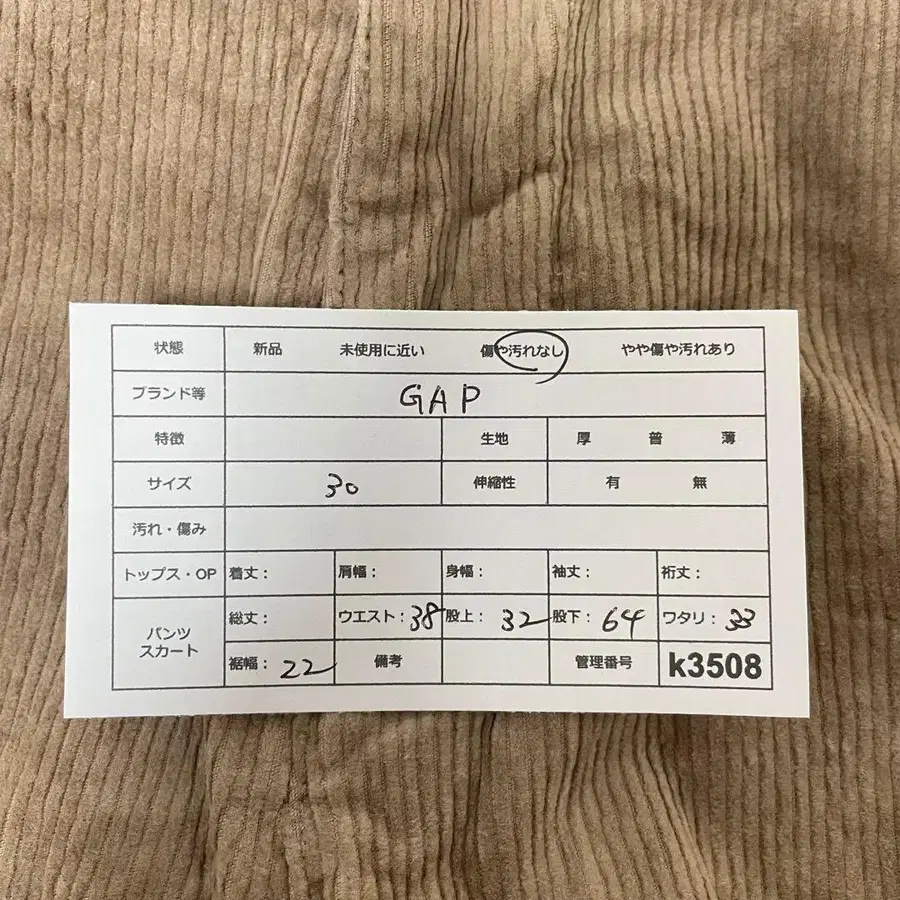 状態 新品 未使用に近い 傷や汚れなし やや傷や汚れあり
ブランド等 GAP
特徴 生地 厚 普 薄
サイズ 30 伸縮性 有 無
汚れ・傷み
トップス・OP 着丈： 肩幅： 身幅： 袖丈： 裄丈：
パンツ スカート
総丈： ウエスト：38 股上：32 股下：64 ワタリ：33
裾幅：22 備考 管理番号 k3508